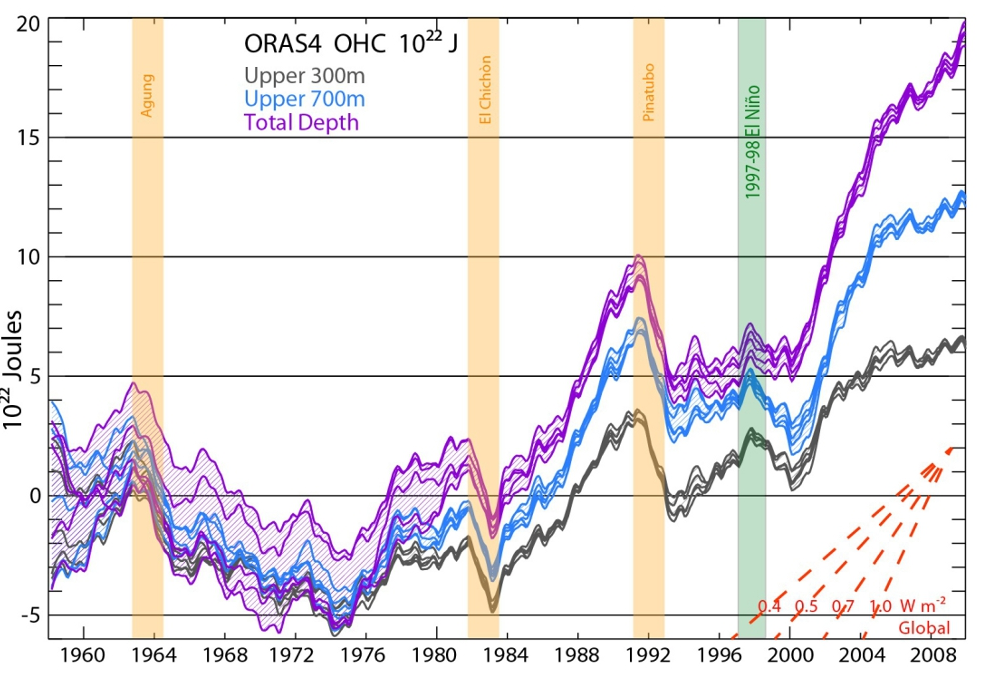 20
15
10
5
0
-5
10²² Joules
ORAS4 OHC 10²² J
Upper 300m
Upper 700m
Total Depth
Agung
El Chichòn
Pinatubo
1997-98 El Niño
0.4 0.5 0.7 1.0 W m⁻²
Global
1960 1964 1968 1972 1976 1980 1984 1988 1992 1996 2000 2004 2008